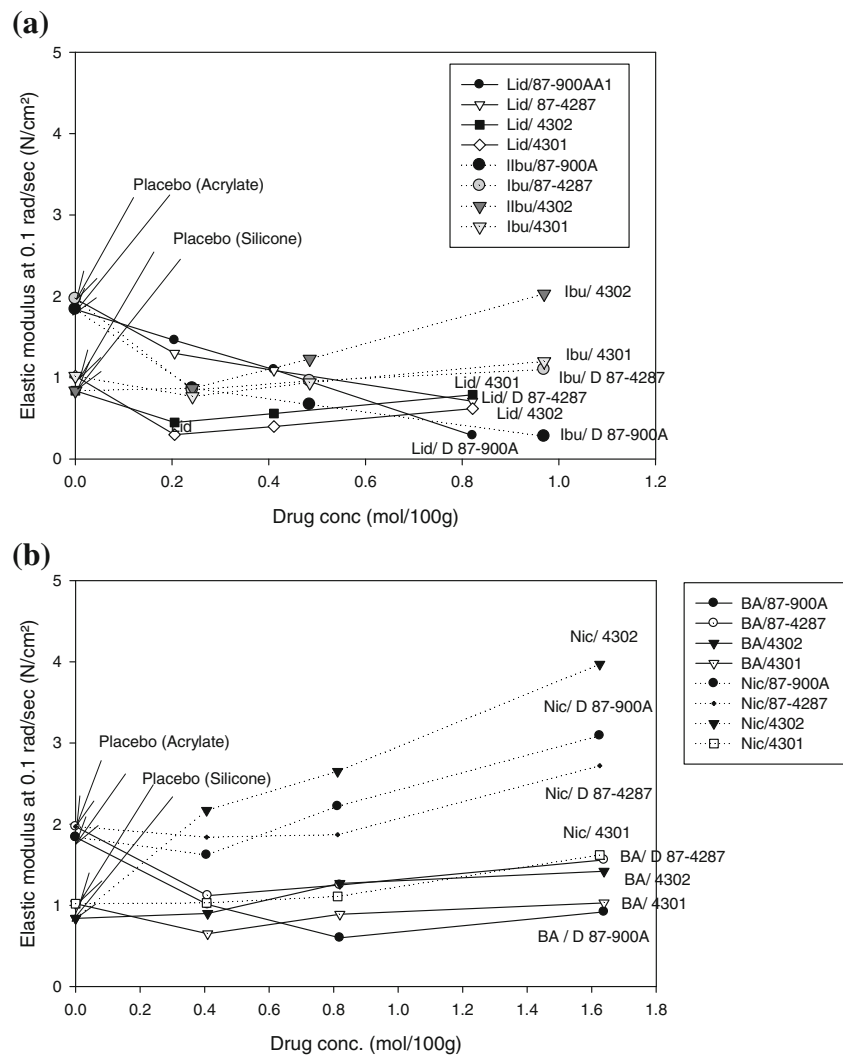 (a)
5
4
3
2
1
0
Elastic modulus at 0.1 rad/sec (N/cm²)
Placebo (Acrylate)
Placebo (Silicone)
Lid/87-900AA1
Lid/ 87-4287
Lid/ 4302
Lid/4301
IIbu/87-900A
Ibu/87-4287
IIbu/4302
Ibu/4301
Ibu/ 4302
Ibu/ 4301
Ibu/ D 87-4287
Ibu/ D 87-900A
Lid/ 4301
Lid/ D 87-4287
Lid/ 4302
Lid/ D 87-900A
Lid
0.0 0.2 0.4 0.6 0.8 1.0 1.2
Drug conc (mol/100g)
(b)
5
4
3
2
1
0
Elastic modulus at 0.1 rad/sec (N/cm²)
Placebo (Acrylate)
Placebo (Silicone)
BA/87-900A
BA/87-4287
BA/4302
BA/4301
Nic/87-900A
Nic/87-4287
Nic/4302
Nic/4301
Nic/ 4302
Nic/ D 87-900A
Nic/ D 87-4287
Nic/ 4301
BA/ D 87-4287
BA/ 4302
BA/ 4301
BA / D 87-900A
0.0 0.2 0.4 0.6 0.8 1.0 1.2 1.4 1.6 1.8
Drug conc. (mol/100g)